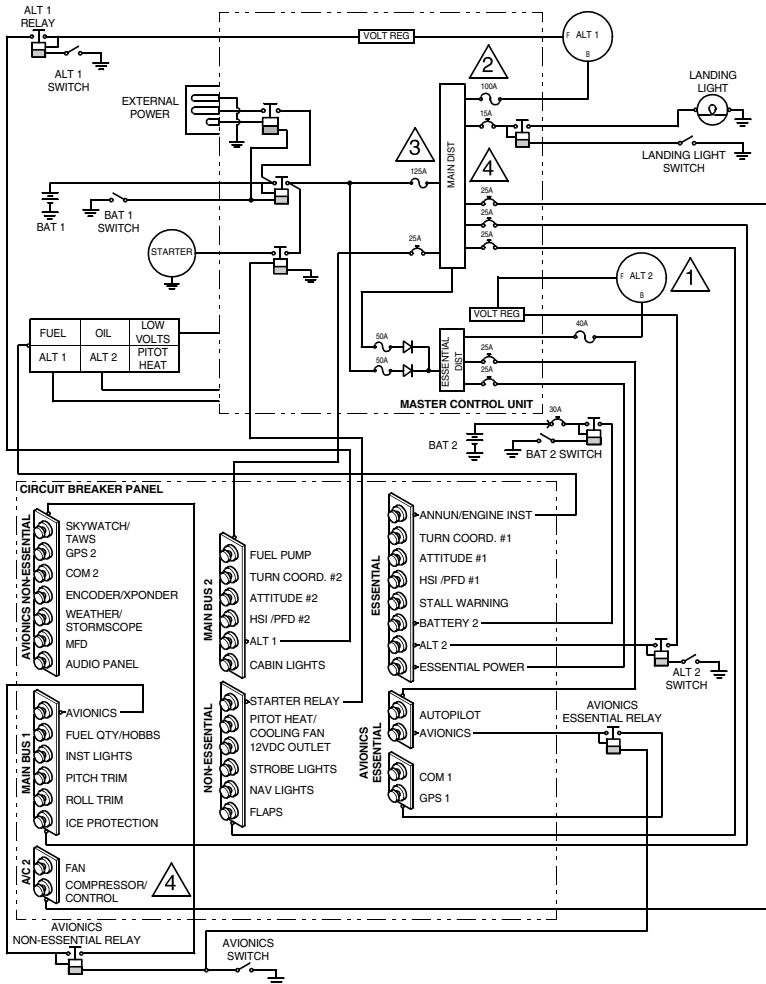 ALT 1
RELAY
ALT 1
SWITCH
VOLT REG
F
ALT 1
B
EXTERNAL
POWER
2
100A
15A
LANDING
LIGHT
LANDING LIGHT
SWITCH
3
125A
MAIN DIST
4
25A
25A
25A
BAT 1
BAT 1
SWITCH
STARTER
25A
F
ALT 2
B
1
VOLT REG
40A
FUEL
OIL
LOW
VOLTS
ALT 1
ALT 2
PITOT
HEAT
50A
50A
ESSENTIAL
DIST
25A
25A
MASTER CONTROL UNIT
30A
BAT 2
BAT 2 SWITCH
CIRCUIT BREAKER PANEL
AVIONICS NON-ESSENTIAL
SKYWATCH/
TAWS
GPS 2
COM 2
ENCODER/XPONDER
WEATHER/
STORMSCOPE
MFD
AUDIO PANEL
MAIN BUS 1
AVIONICS
FUEL QTY/HOBBS
INST LIGHTS
PITCH TRIM
ROLL TRIM
ICE PROTECTION
A/C 2
FAN
COMPRESSOR/
CONTROL
4
MAIN BUS 2
FUEL PUMP
TURN COORD. #2
ATTITUDE #2
HSI /PFD #2
ALT 1
CABIN LIGHTS
NON-ESSENTIAL
STARTER RELAY
PITOT HEAT/
COOLING FAN
12VDC OUTLET
STROBE LIGHTS
NAV LIGHTS
FLAPS
ESSENTIAL
ANNUN/ENGINE INST
TURN COORD. #1
ATTITUDE #1
HSI /PFD #1
STALL WARNING
BATTERY 2
ALT 2
ESSENTIAL POWER
AVIONICS
ESSENTIAL
AUTOPILOT
AVIONICS
COM 1
GPS 1
ALT 2
SWITCH
AVIONICS
ESSENTIAL RELAY
AVIONICS
NON-ESSENTIAL RELAY
AVIONICS
SWITCH